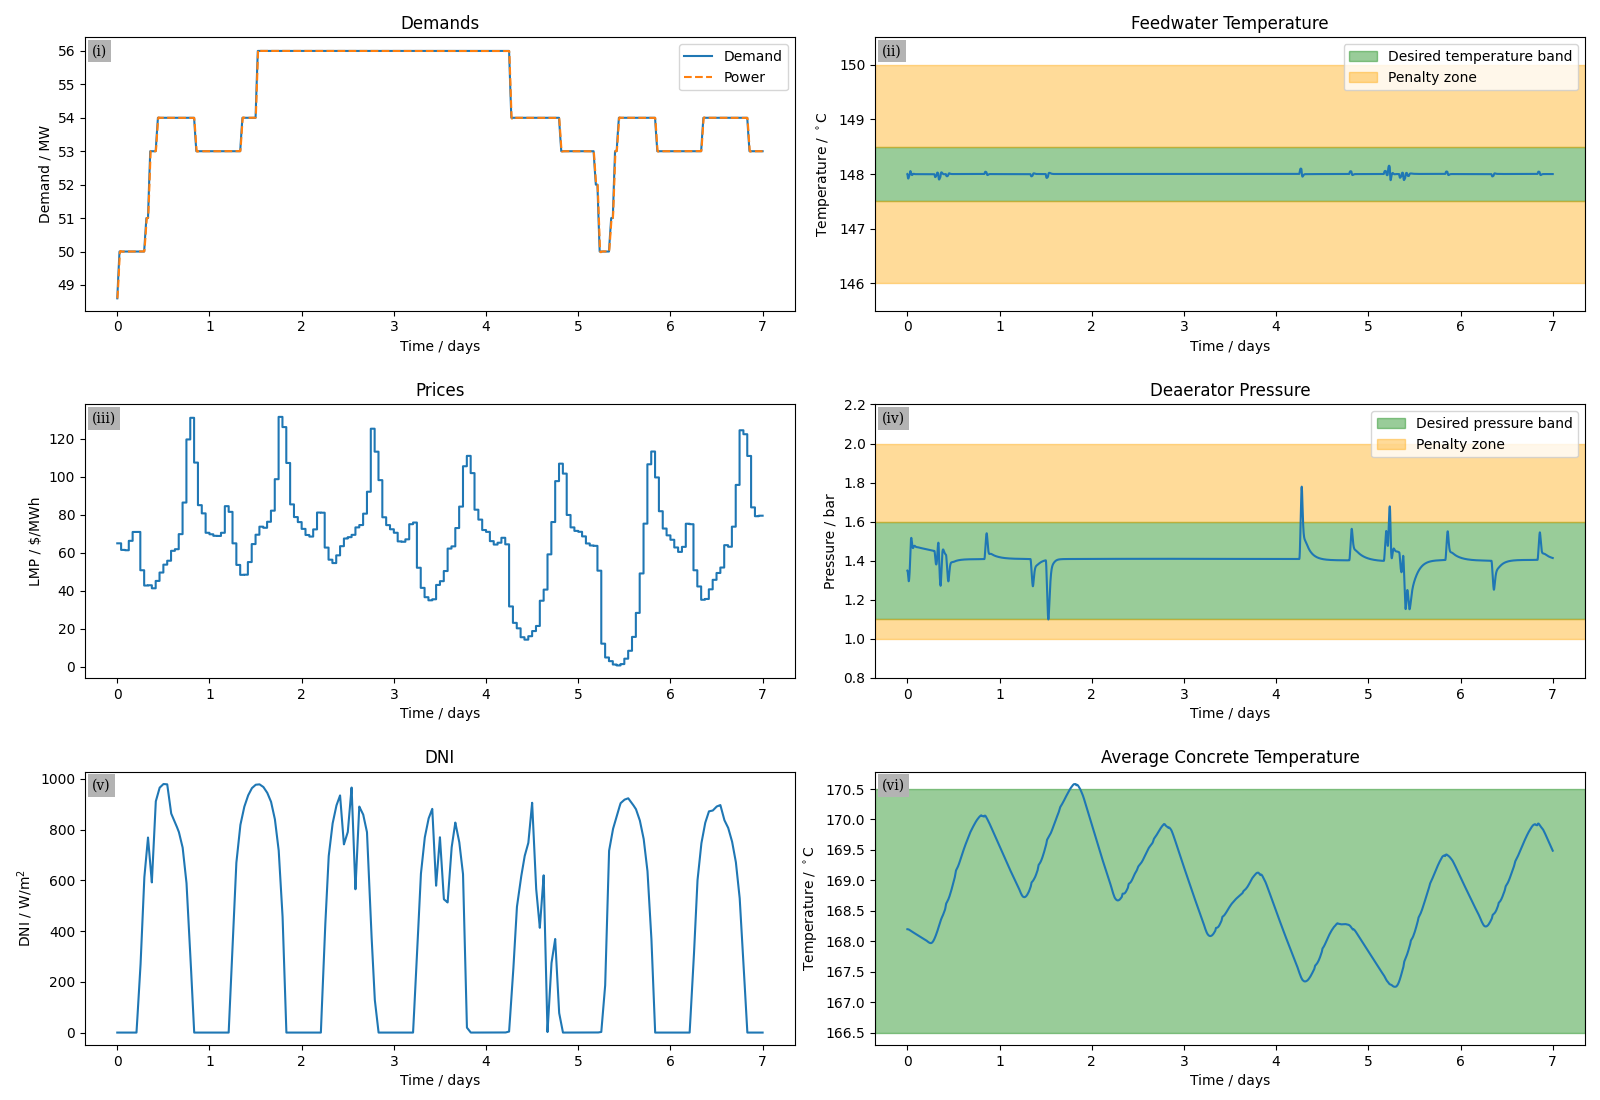 Demands
(i)
Demand
Power
56
55
54
53
52
51
50
49
Demand / MW
0 1 2 3 4 5 6 7
Time / days
Feedwater Temperature
(ii)
Desired temperature band
Penalty zone
150
149
148
147
146
Temperature / °C
0 1 2 3 4 5 6 7
Time / days
Prices
(iii)
120
100
80
60
40
20
0
LMP / $/MWh
0 1 2 3 4 5 6 7
Time / days
Deaerator Pressure
(iv)
Desired pressure band
Penalty zone
2.2
2.0
1.8
1.6
1.4
1.2
1.0
0.8
Pressure / bar
0 1 2 3 4 5 6 7
Time / days
DNI
(v)
1000
800
600
400
200
0
DNI / W/m²
0 1 2 3 4 5 6 7
Time / days
Average Concrete Temperature
(vi)
170.5
170.0
169.5
169.0
168.5
168.0
167.5
167.0
166.5
Temperature / °C
0 1 2 3 4 5 6 7
Time / days